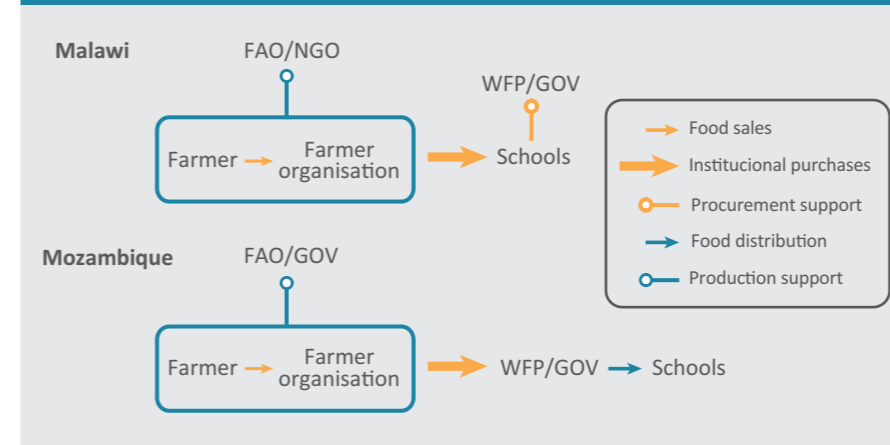 Malawi
FAO/NGO
WFP/GOV
Farmer
Farmer
organisation
Schools
Food sales
Institucional purchases
Procurement support
Food distribution
Production support
Mozambique
FAO/GOV
Farmer
Farmer
organisation
WFP/GOV
Schools